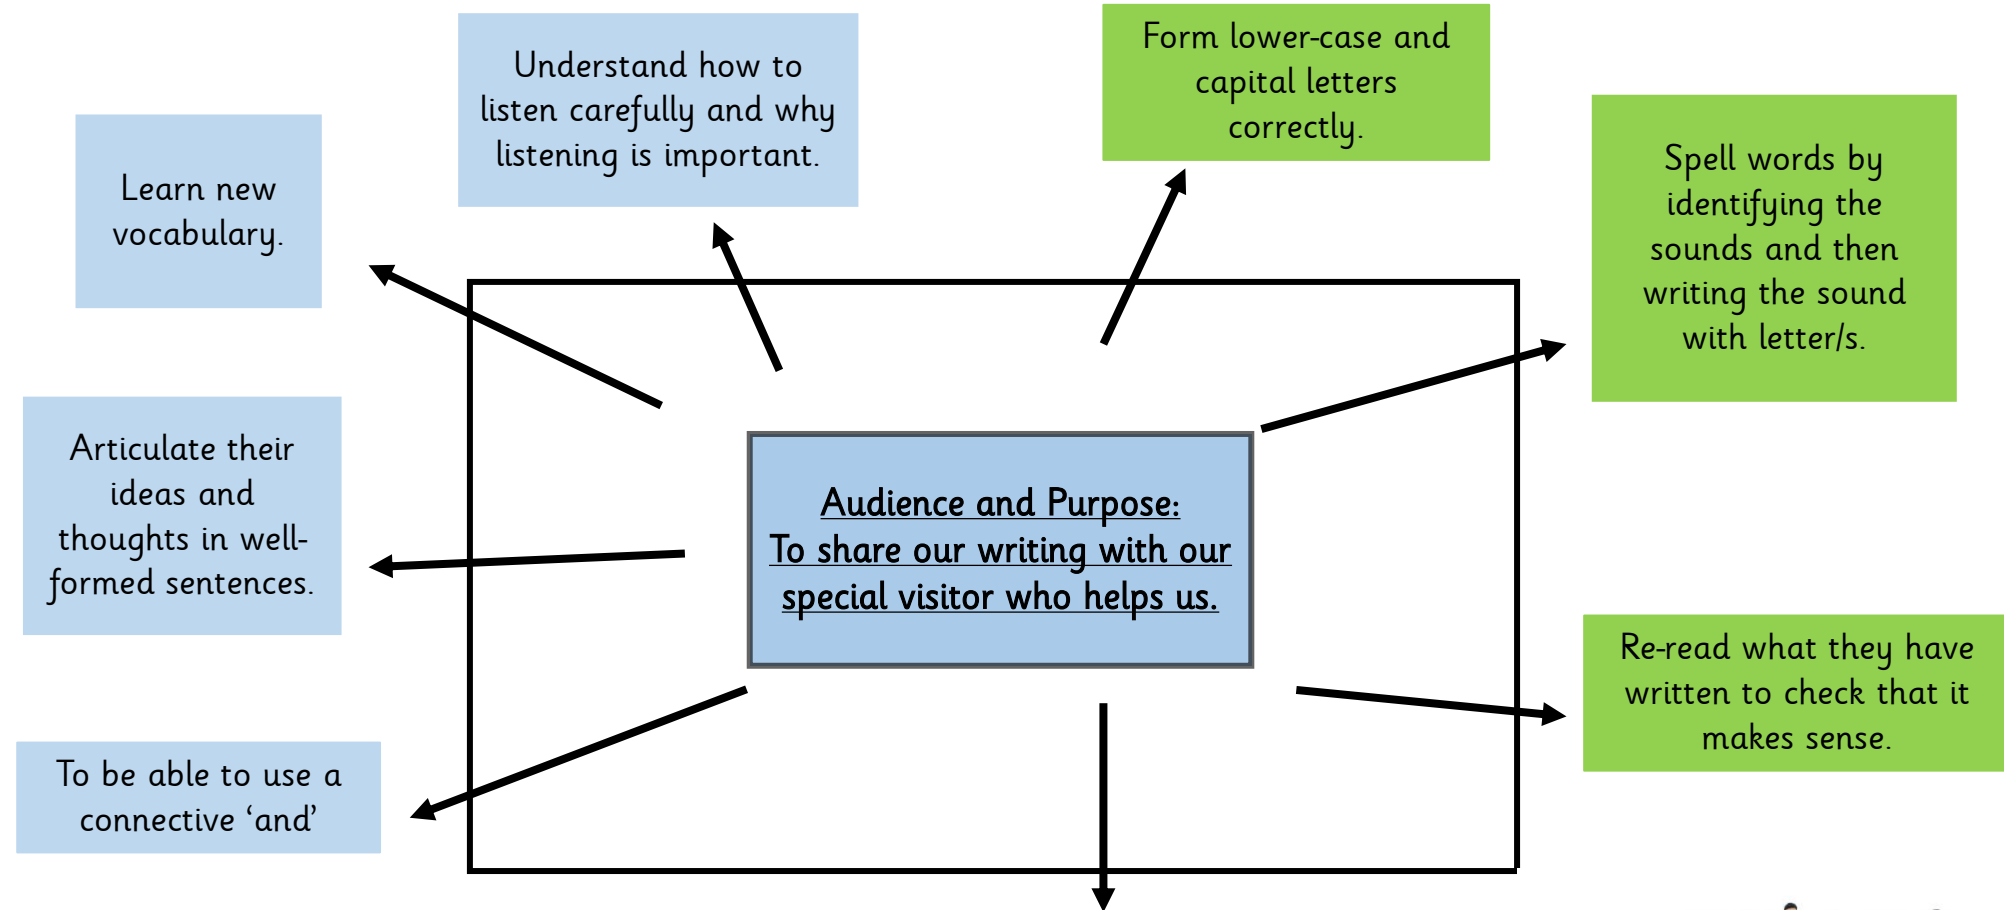 Understand how to
listen carefully and why
listening is important.
Form lower-case and
capital letters
correctly.
Learn new
vocabulary.
Spell words by
identifying the
sounds and then
writing the sound
with letter/s.
Articulate their
ideas and
thoughts in well-
formed sentences.
Audience and Purpose:
To share our writing with our
special visitor who helps us.
Re-read what they have
written to check that it
makes sense.
To be able to use a
connective ‘and’